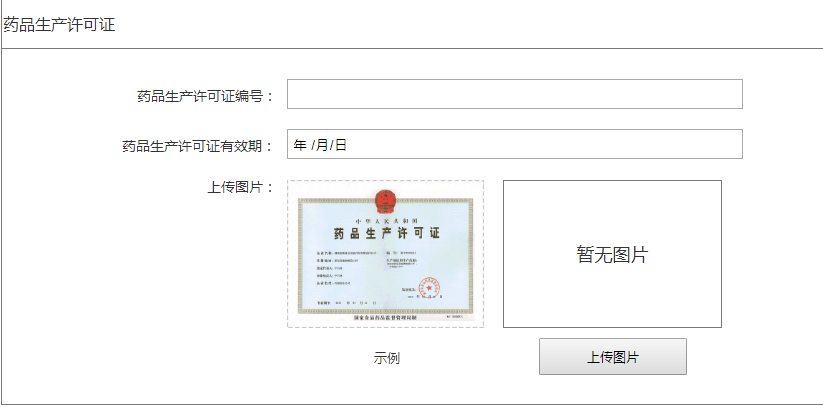 药品生产许可证
药品生产许可证编号：
药品生产许可证有效期：
年 /月/日
上传图片：
中华人民共和国
药品生产许可证
国家食品药品监督管理局制
暂无图片
示例
上传图片